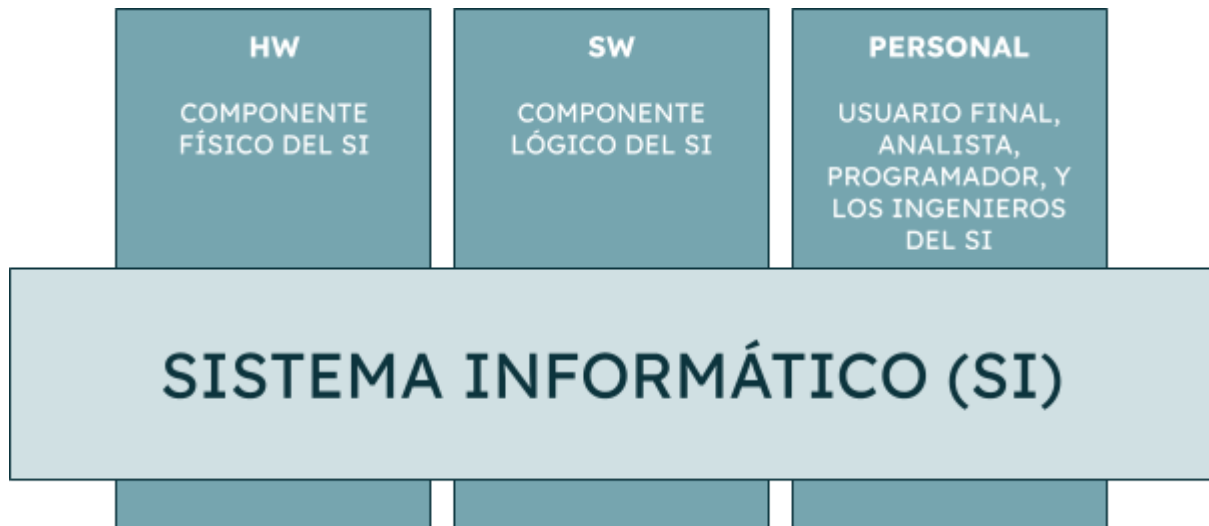 HW
COMPONENTE
FÍSICO DEL SI
SW
COMPONENTE
LÓGICO DEL SI
PERSONAL
USUARIO FINAL,
ANALISTA,
PROGRAMADOR, Y
LOS INGENIEROS
DEL SI
SISTEMA INFORMÁTICO (SI)